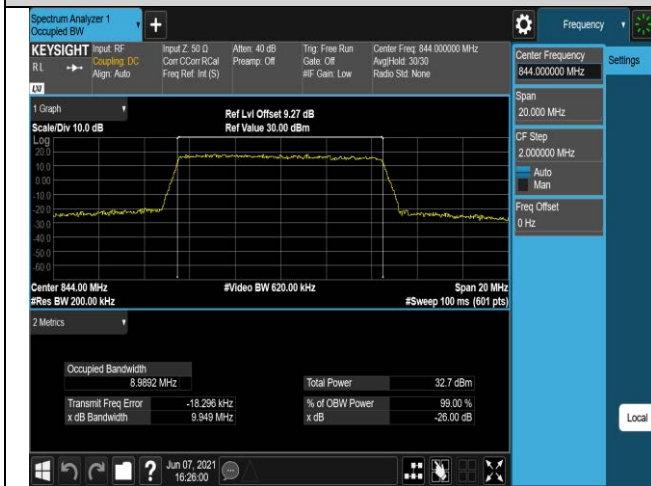 Spectrum Analyzer 1
Occupied BW
Frequency
KEYSIGHT
RL
LXI
Input: RF
Coupling: DC
Align: Auto
Input Z: 50 Ω
Corr CCorr RCal
Freq Ref: Int (S)
Atten: 40 dB
Preamp: Off
Trig: Free Run
Gate: Off
#IF Gain: Low
Center Freq: 844.000000 MHz
Avg|Hold: 30/30
Radio Std: None
Center Frequency
844.000000 MHz
Settings
Span
20.000 MHz
CF Step
2.000000 MHz
Auto
Man
Freq Offset
0 Hz
Local
1 Graph
Scale/Div 10.0 dB
Ref Lvl Offset 9.27 dB
Ref Value 30.00 dBm
Log
20.0
10.0
0.00
-10.0
-20.0
-30.0
-40.0
-50.0
-60.0
Center 844.00 MHz
#Video BW 620.00 kHz
Span 20 MHz
#Res BW 200.00 kHz
#Sweep 100 ms (601 pts)
2 Metrics
Occupied Bandwidth
8.9892 MHz
Total Power 32.7 dBm
Transmit Freq Error -18.296 kHz
% of OBW Power 99.00 %
x dB Bandwidth 9.949 MHz
x dB -26.00 dB
Jun 07, 2021
16:26:00